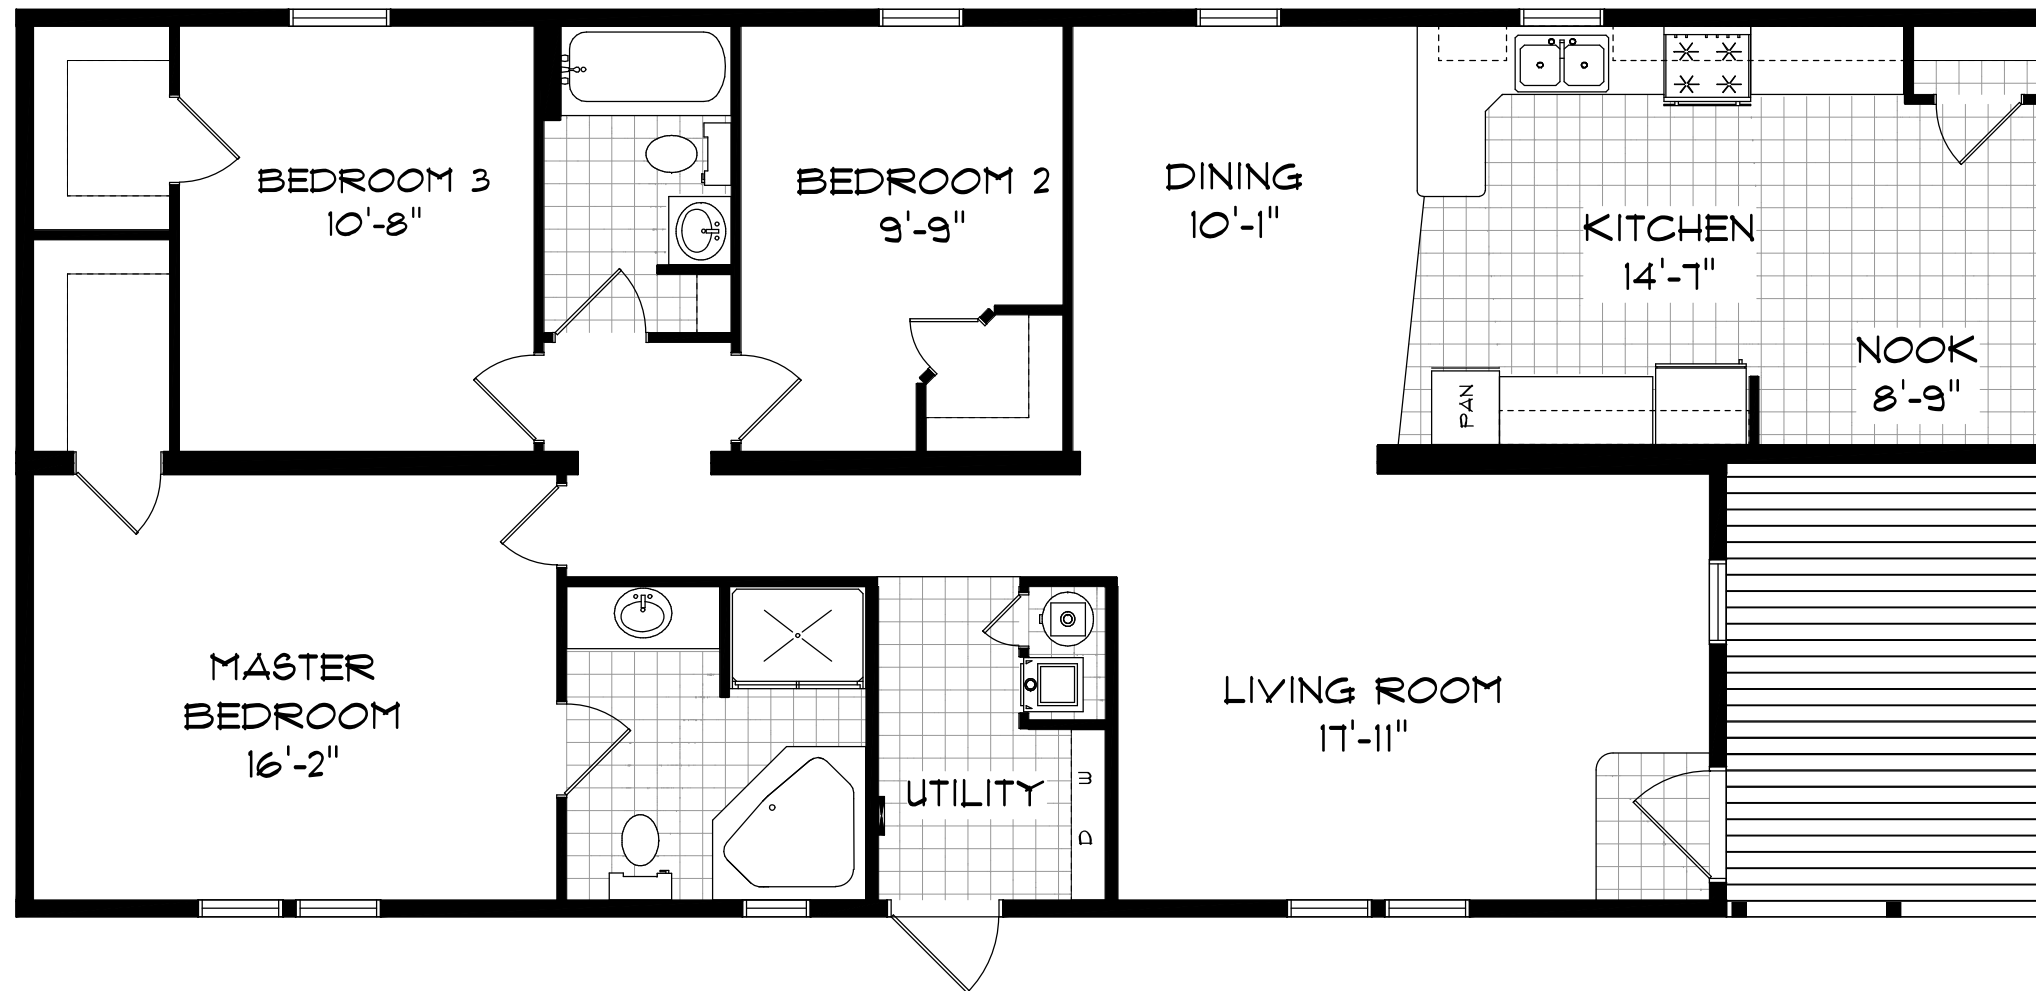 BEDROOM 3
10'-8"
BEDROOM 2
9'-9"
DINING
10'-1"
KITCHEN
14'-7"
NOOK
8'-9"
PAN
MASTER
BEDROOM
16'-2"
UTILITY
W
D
LIVING ROOM
17'-11"